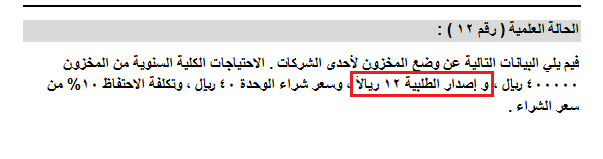 الحالة العلمية ( رقم ١٢ ) :
فيم يلي البيانات التالية عن وضع المخزون لأحدى الشركات . الاحتياجات الكلية السنوية من المخزون
٤٠٠٠٠٠ ريال ، و إصدار الطلبية ١٢ ريالاً ، وسعر شراء الوحدة ٤٠ ريال ، وتكلفة الاحتفاظ ١٠% من
سعر الشراء .